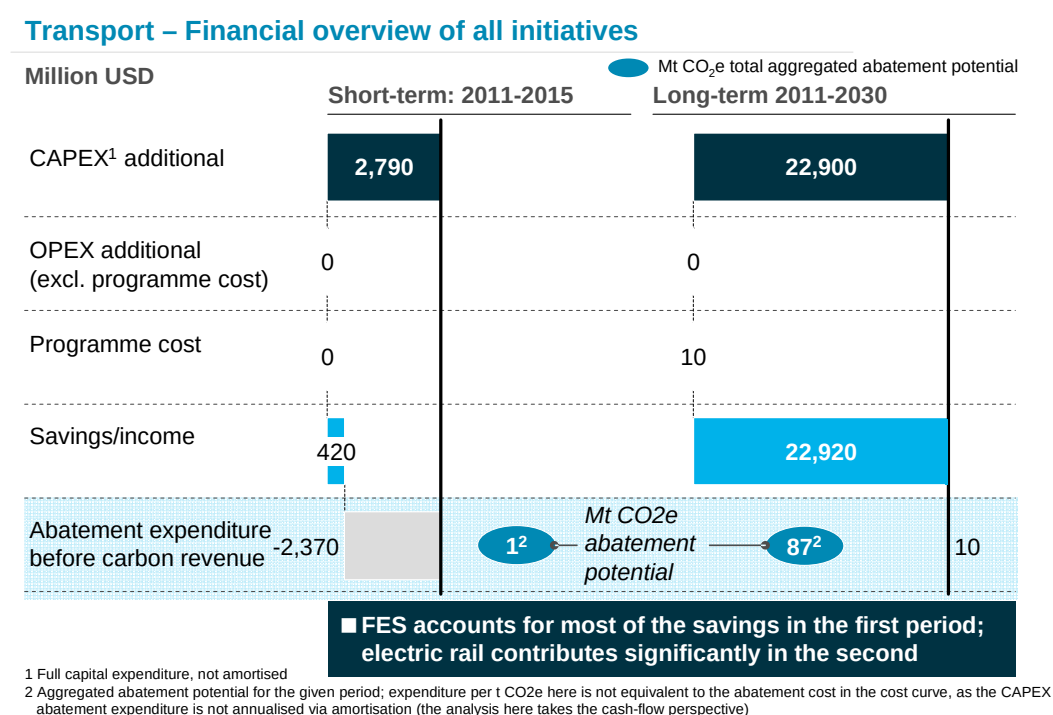 Transport – Financial overview of all initiatives
Million USD
Mt CO₂e total aggregated abatement potential
Short-term: 2011-2015
Long-term 2011-2030
CAPEX¹ additional
2,790
22,900
OPEX additional
(excl. programme cost)
0
0
Programme cost
0
10
Savings/income
420
22,920
Abatement expenditure
before carbon revenue
-2,370
1²
Mt CO2e
abatement
potential
87²
10
■ FES accounts for most of the savings in the first period;
electric rail contributes significantly in the second
1 Full capital expenditure, not amortised
2 Aggregated abatement potential for the given period; expenditure per t CO2e here is not equivalent to the abatement cost in the cost curve, as the CAPEX
abatement expenditure is not annualised via amortisation (the analysis here takes the cash-flow perspective)